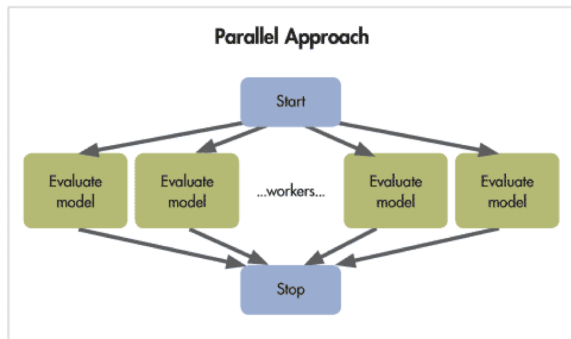 Parallel Approach
Start
Evaluate
model
Evaluate
model
...workers...
Evaluate
model
Evaluate
model
Stop